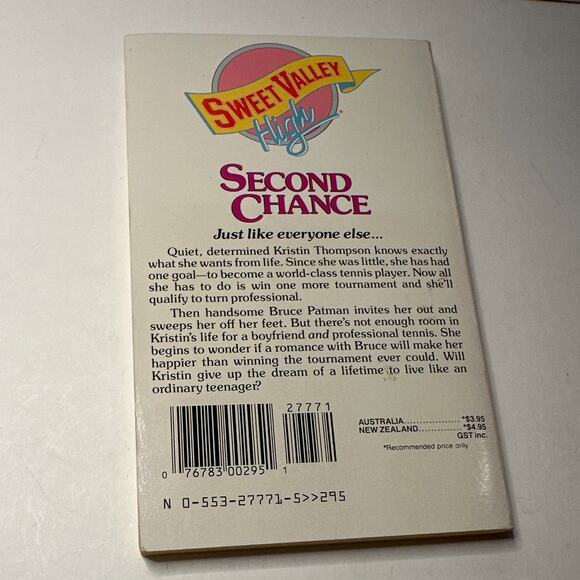 SWEET VALLEY
High®
SECOND
CHANCE
Just like everyone else...
Quiet, determined Kristin Thompson knows exactly
what she wants from life. Since she was little, she has had
one goal—to become a world-class tennis player. Now all
she has to do is win one more tournament and she'll
qualify to turn professional.
Then handsome Bruce Patman invites her out and
sweeps her off her feet. But there's not enough room in
Kristin's life for a boyfriend and professional tennis. She
begins to wonder if a romance with Bruce will make her
happier than winning the tournament ever could. Will
Kristin give up the dream of a lifetime to live like an
ordinary teenager?
27771
AUSTRALIA................ *$3.95
NEW ZEALAND............. *$4.95
GST inc.
*Recommended price only
0 76783 00295 1
N 0-553-27771-5>>295